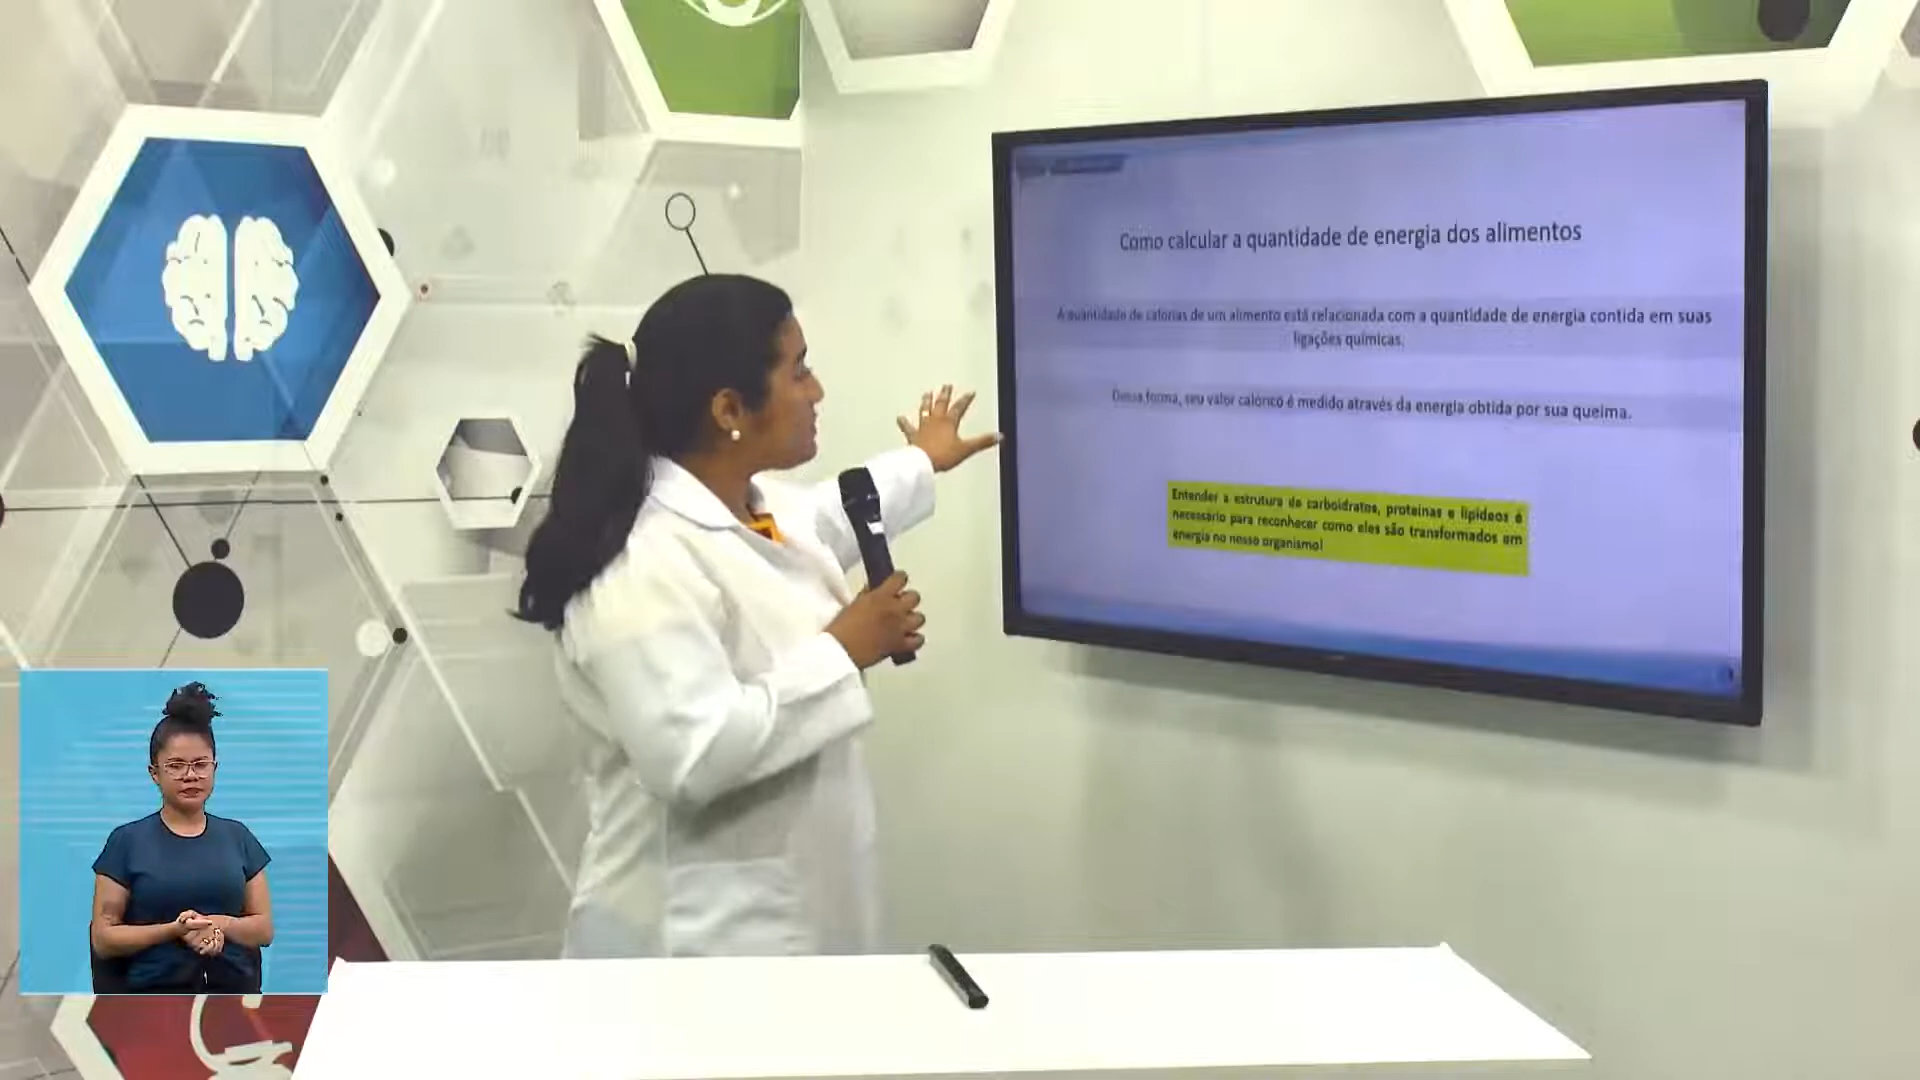 Como calcular a quantidade de energia dos alimentos
A quantidade de calorias de um alimento está relacionada com a quantidade de energia contida em suas
ligações químicas.
Dessa forma, seu valor calórico é medido através da energia obtida por sua queima.
Entender a estrutura de carboidratos, proteínas e lipídeos é
necessário para reconhecer como eles são transformados em
energia no nosso organismo!